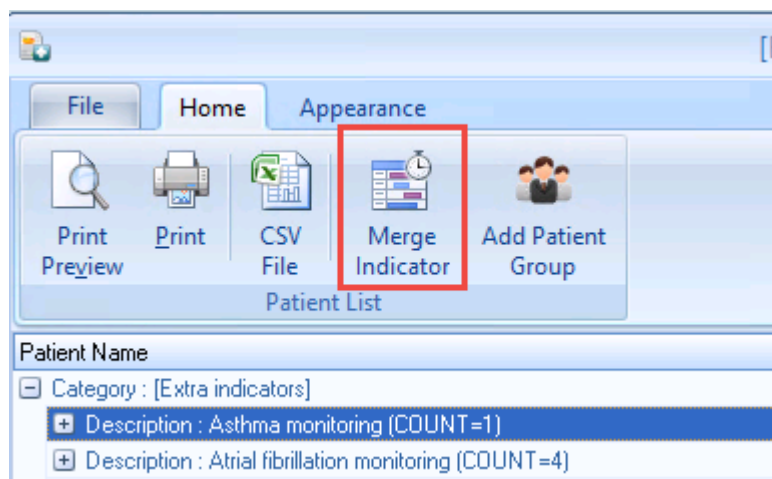 File Home Appearance
Print Preview
Print
CSV File
Merge Indicator
Add Patient Group
Patient List
Patient Name
Category : [Extra indicators]
Description : Asthma monitoring (COUNT=1)
Description : Atrial fibrillation monitoring (COUNT=4)